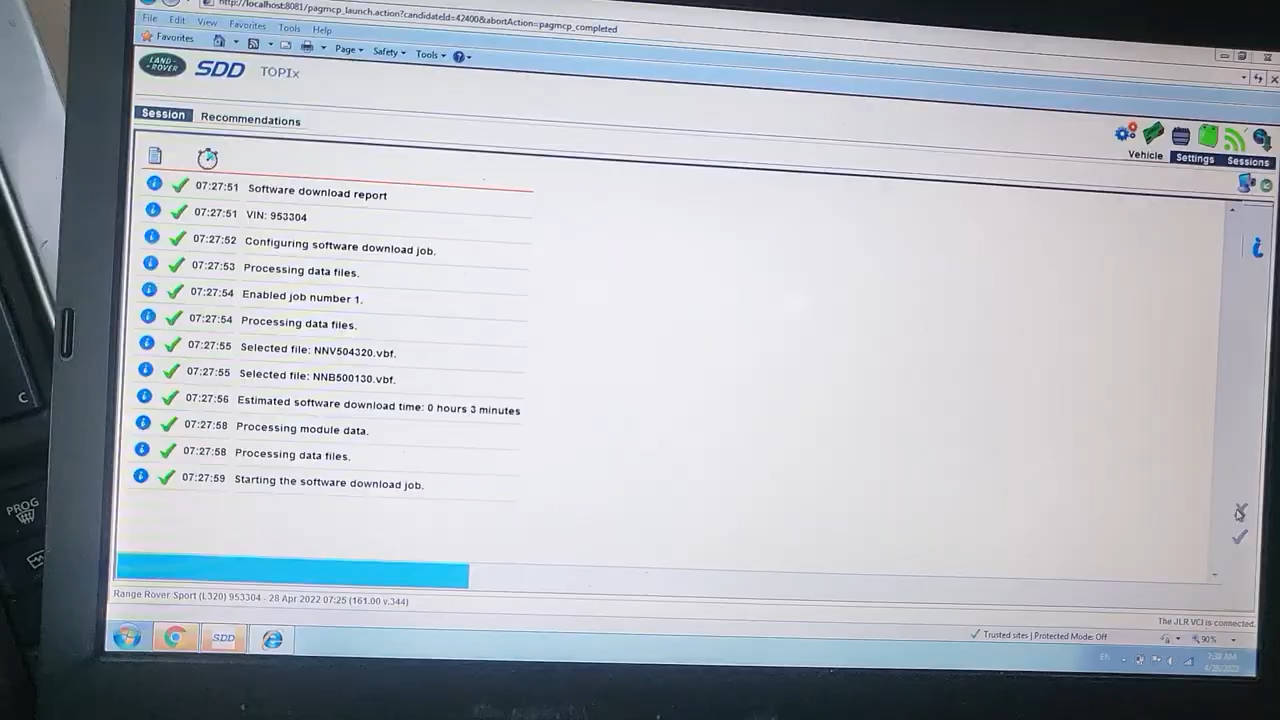 http://localhost:8081/pagmcp_launch.action?candidateId=42400&abortAction=pagmcp_completed
File Edit View Favorites Tools Help
Favorites Page Safety Tools
LAND-ROVER SDD TOPIx
Session Recommendations
Vehicle Settings Sessions
07:27:51 Software download report
07:27:51 VIN: 953304
07:27:52 Configuring software download job.
07:27:53 Processing data files.
07:27:54 Enabled job number 1.
07:27:54 Processing data files.
07:27:55 Selected file: NNV504320.vbf.
07:27:55 Selected file: NNB500130.vbf.
07:27:56 Estimated software download time: 0 hours 3 minutes
07:27:58 Processing module data.
07:27:58 Processing data files.
07:27:59 Starting the software download job.
Range Rover Sport (L320) 953304 - 28 Apr 2022 07:25 (161.00 v.344)
The JLR VCI is connected.
Trusted sites | Protected Mode: Off
90%
SDD
EN
C
PROG